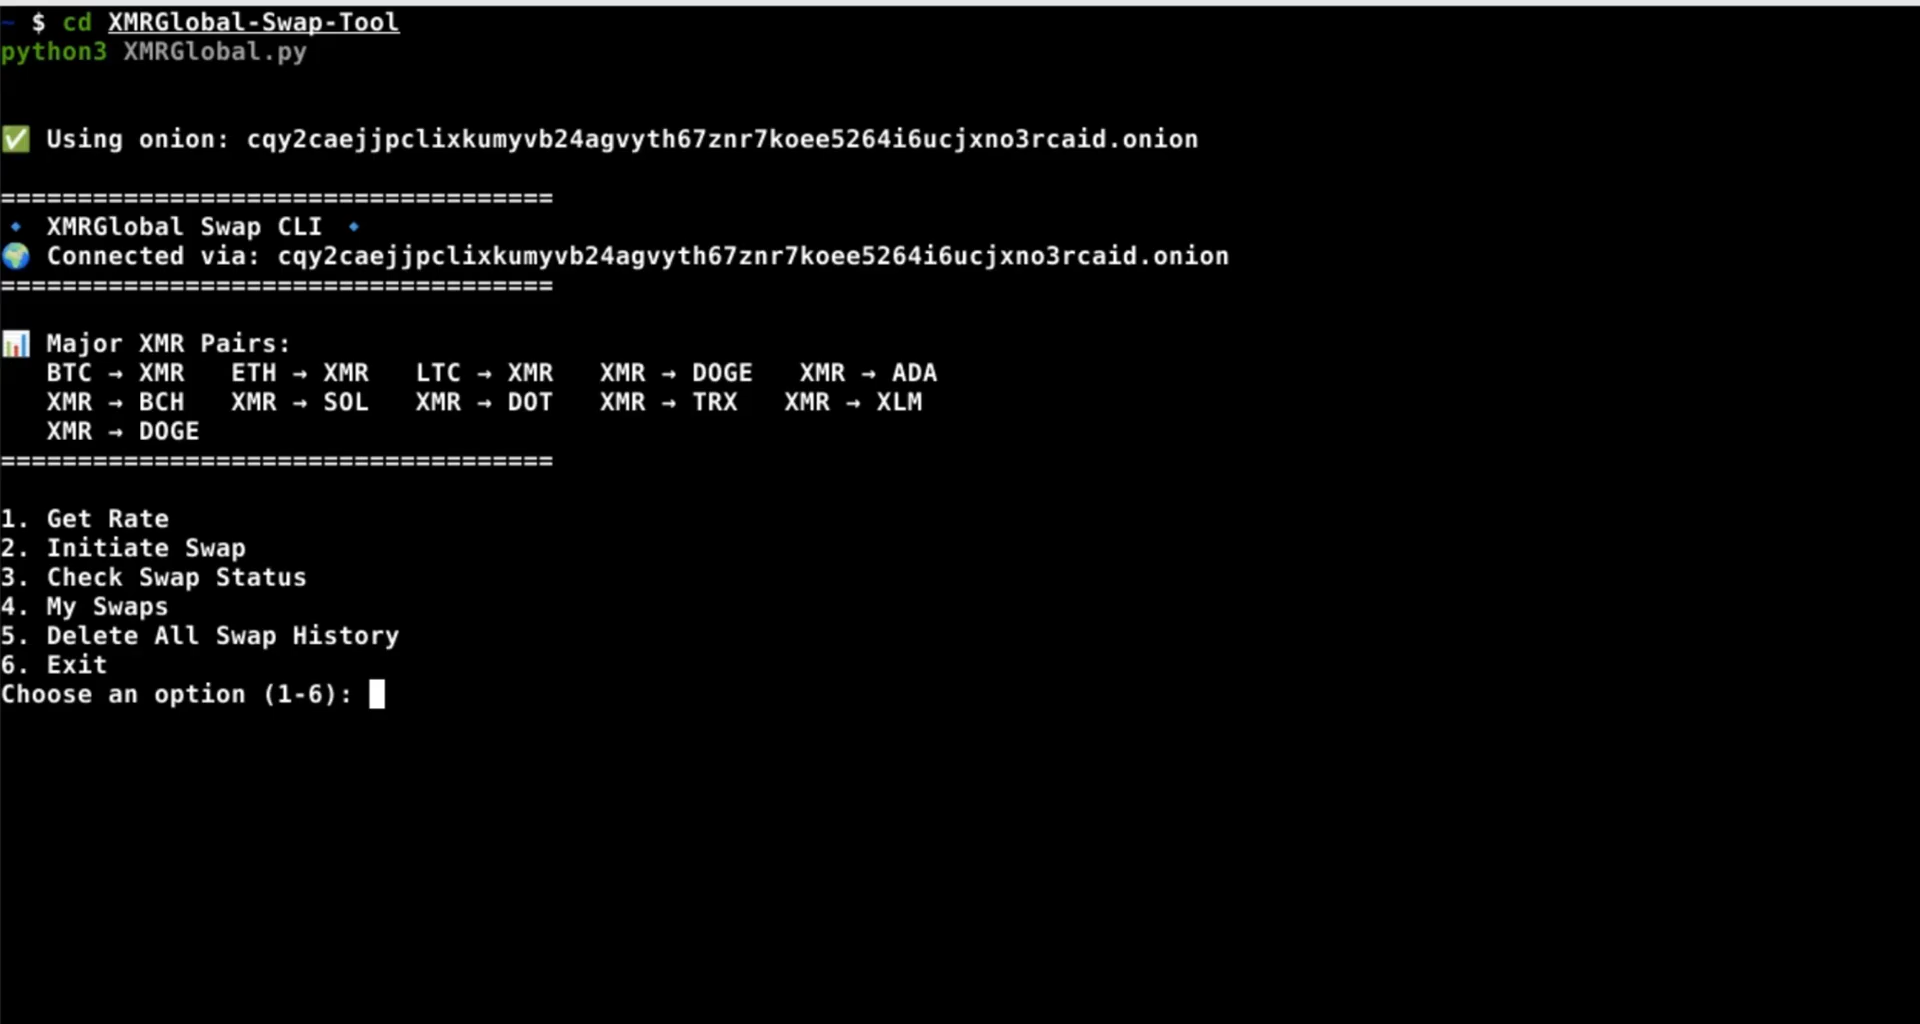 ~ $ cd XMRGlobal-Swap-Tool
python3 XMRGlobal.py
✅ Using onion: cqy2caejjpclixkumyvb24agvyth67znr7koee5264i6ucjxno3rcaid.onion
====================================
🔹 XMRGlobal Swap CLI 🔹
🌍 Connected via: cqy2caejjpclixkumyvb24agvyth67znr7koee5264i6ucjxno3rcaid.onion
====================================
📊 Major XMR Pairs:
BTC → XMR   ETH → XMR   LTC → XMR   XMR → DOGE   XMR → ADA
XMR → BCH   XMR → SOL   XMR → DOT   XMR → TRX   XMR → XLM
XMR → DOGE
====================================
1. Get Rate
2. Initiate Swap
3. Check Swap Status
4. My Swaps
5. Delete All Swap History
6. Exit
Choose an option (1-6):